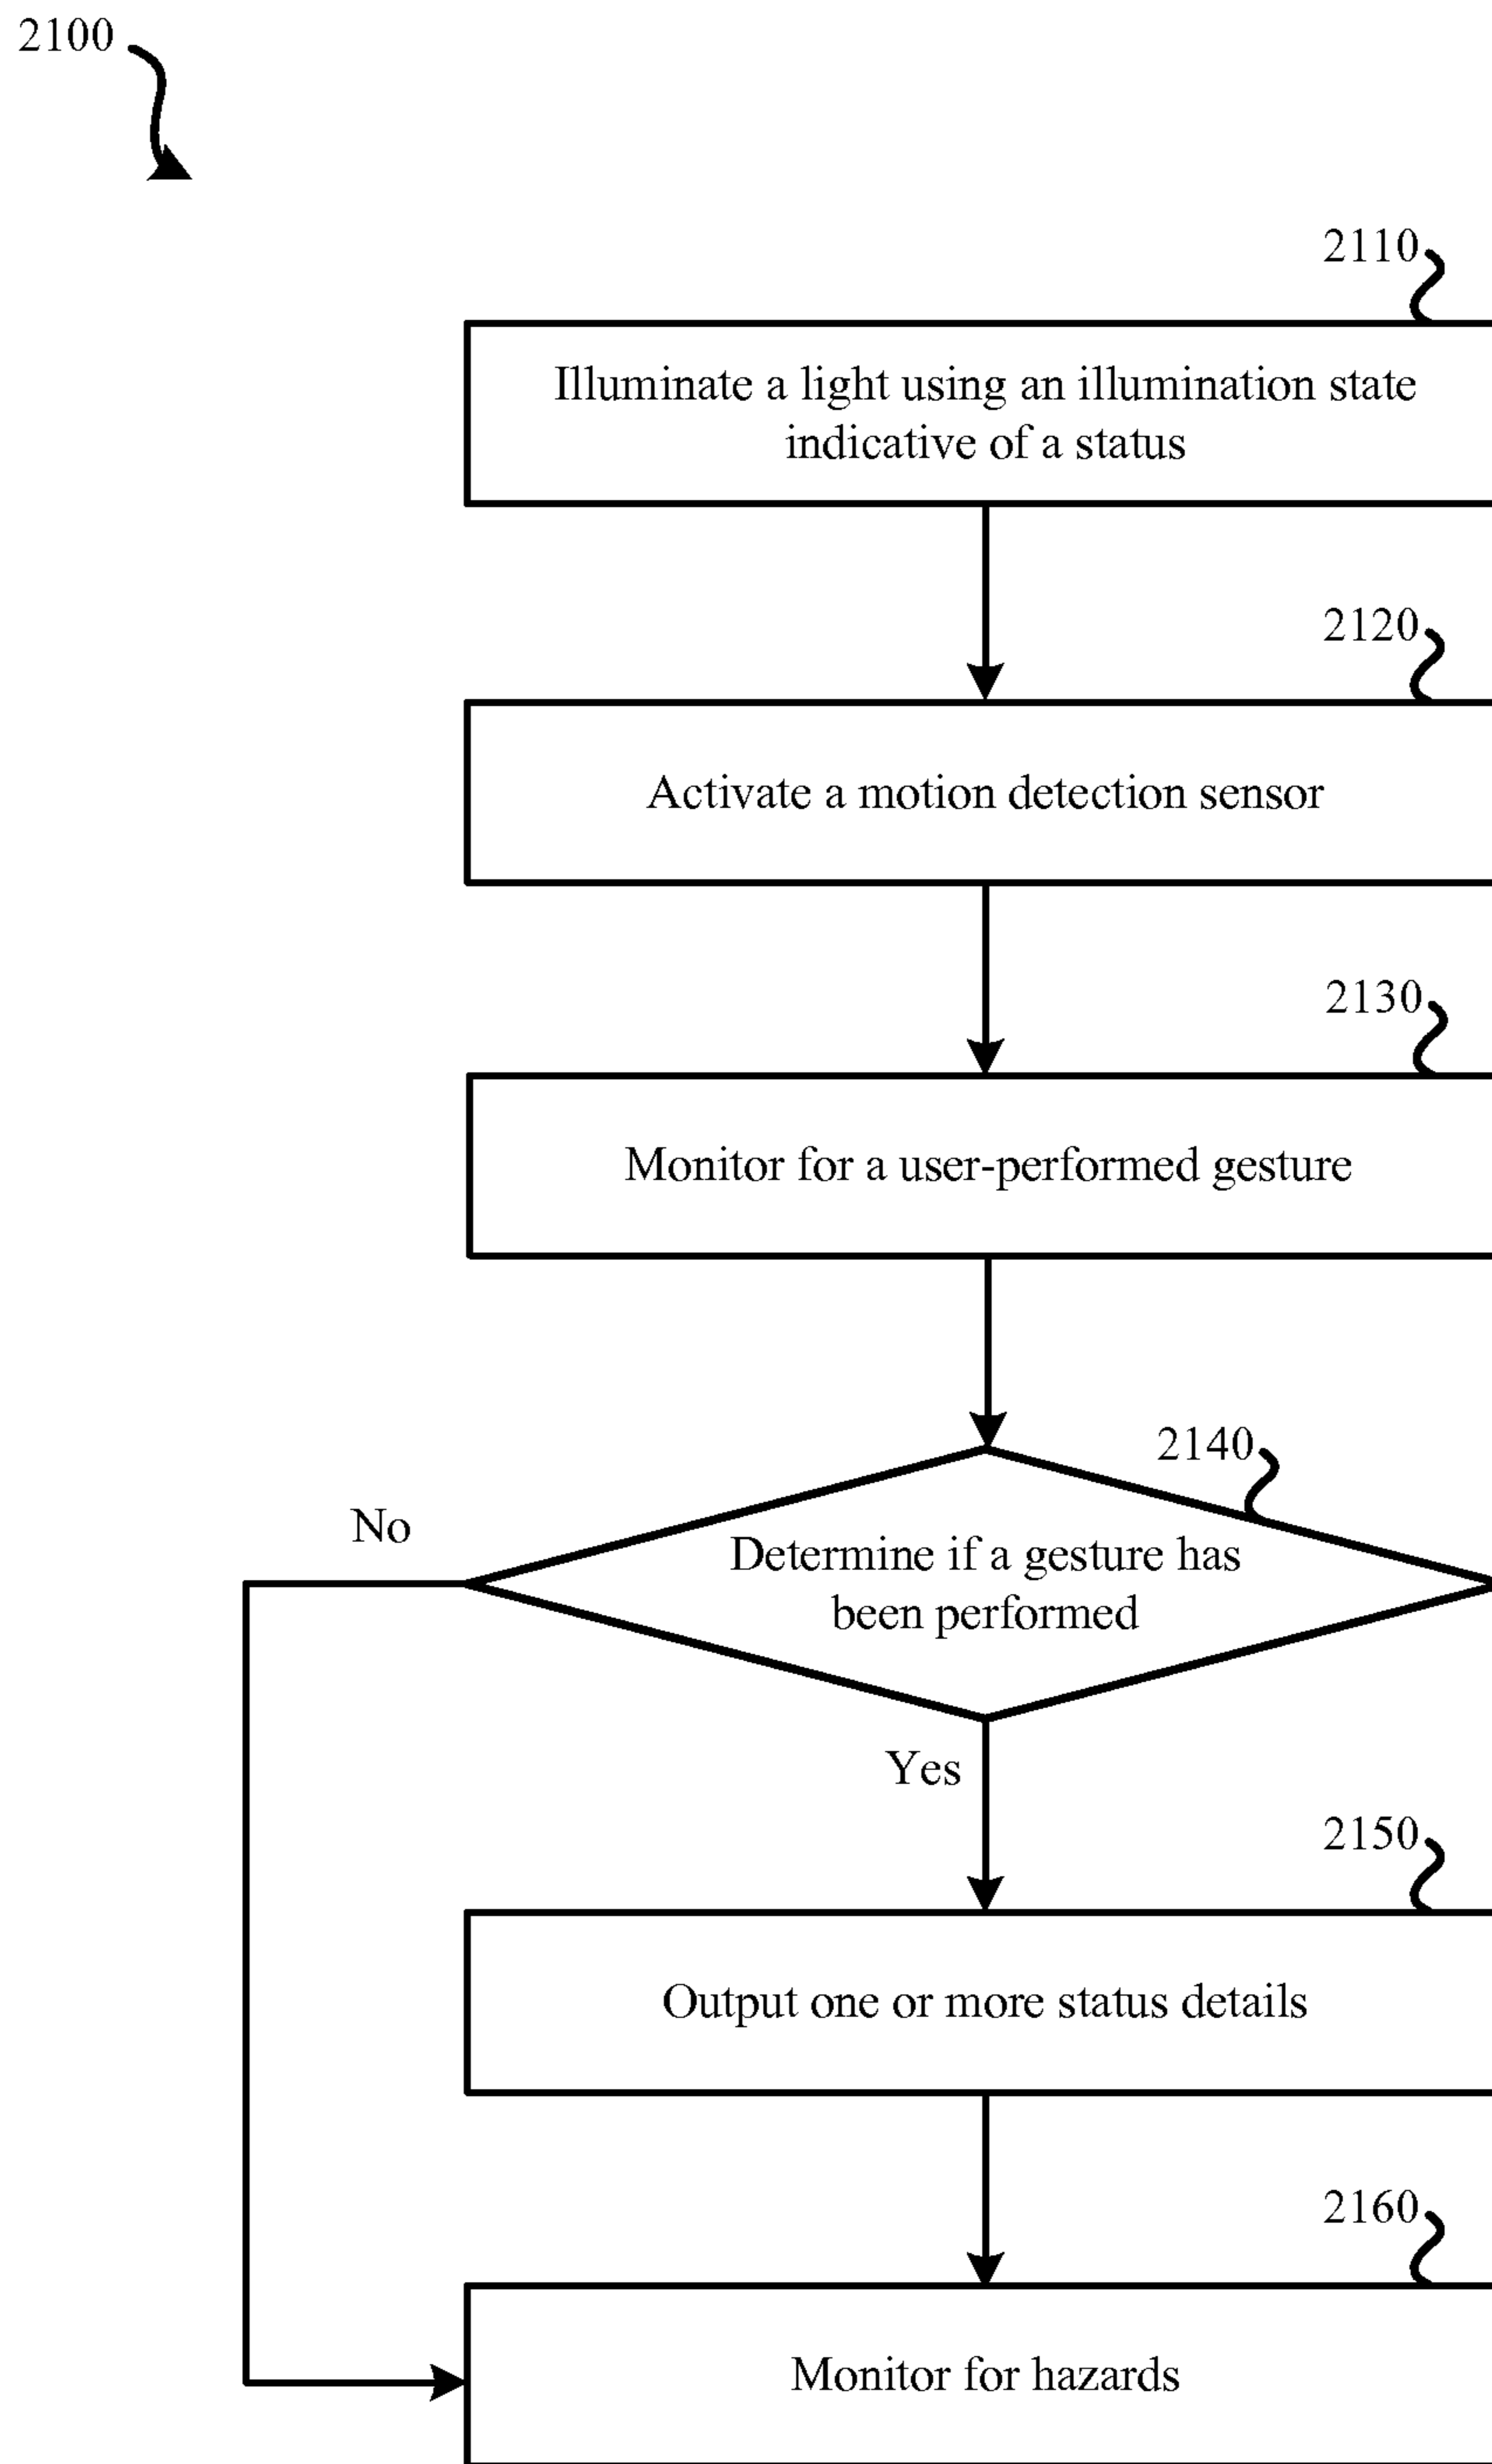 2100
2110
Illuminate a light using an illumination state
indicative of a status
2120
Activate a motion detection sensor
2130
Monitor for a user-performed gesture
2140
No
Determine if a gesture has
been performed
Yes
2150
Output one or more status details
2160
Monitor for hazards